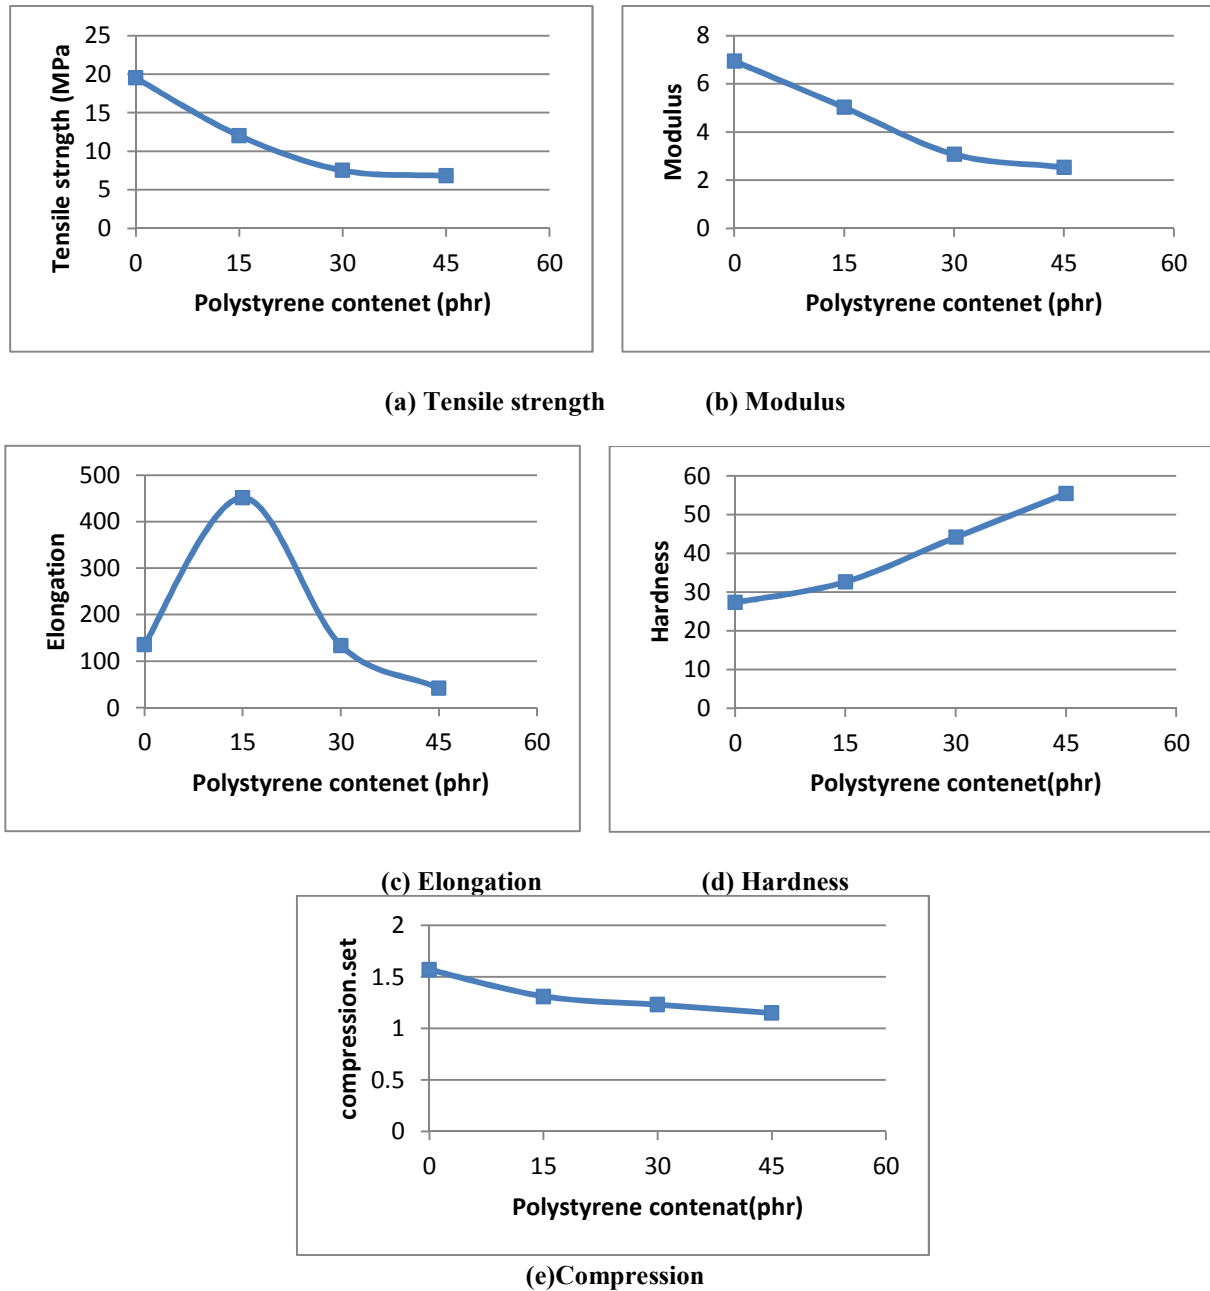 Tensile strngth (MPa
25
20
15
10
5
0
0 15 30 45 60
Polystyrene contenet (phr)
Modulus
8
6
4
2
0
0 15 30 45 60
Polystyrene contenet (phr)
(a) Tensile strength (b) Modulus
Elongation
500
400
300
200
100
0
0 15 30 45 60
Polystyrene contenet (phr)
Hardness
60
50
40
30
20
10
0
0 15 30 45 60
Polystyrene contenet(phr)
(c) Elongation (d) Hardness
compression.set
2
1.5
1
0.5
0
0 15 30 45 60
Polystyrene contenat(phr)
(e)Compression